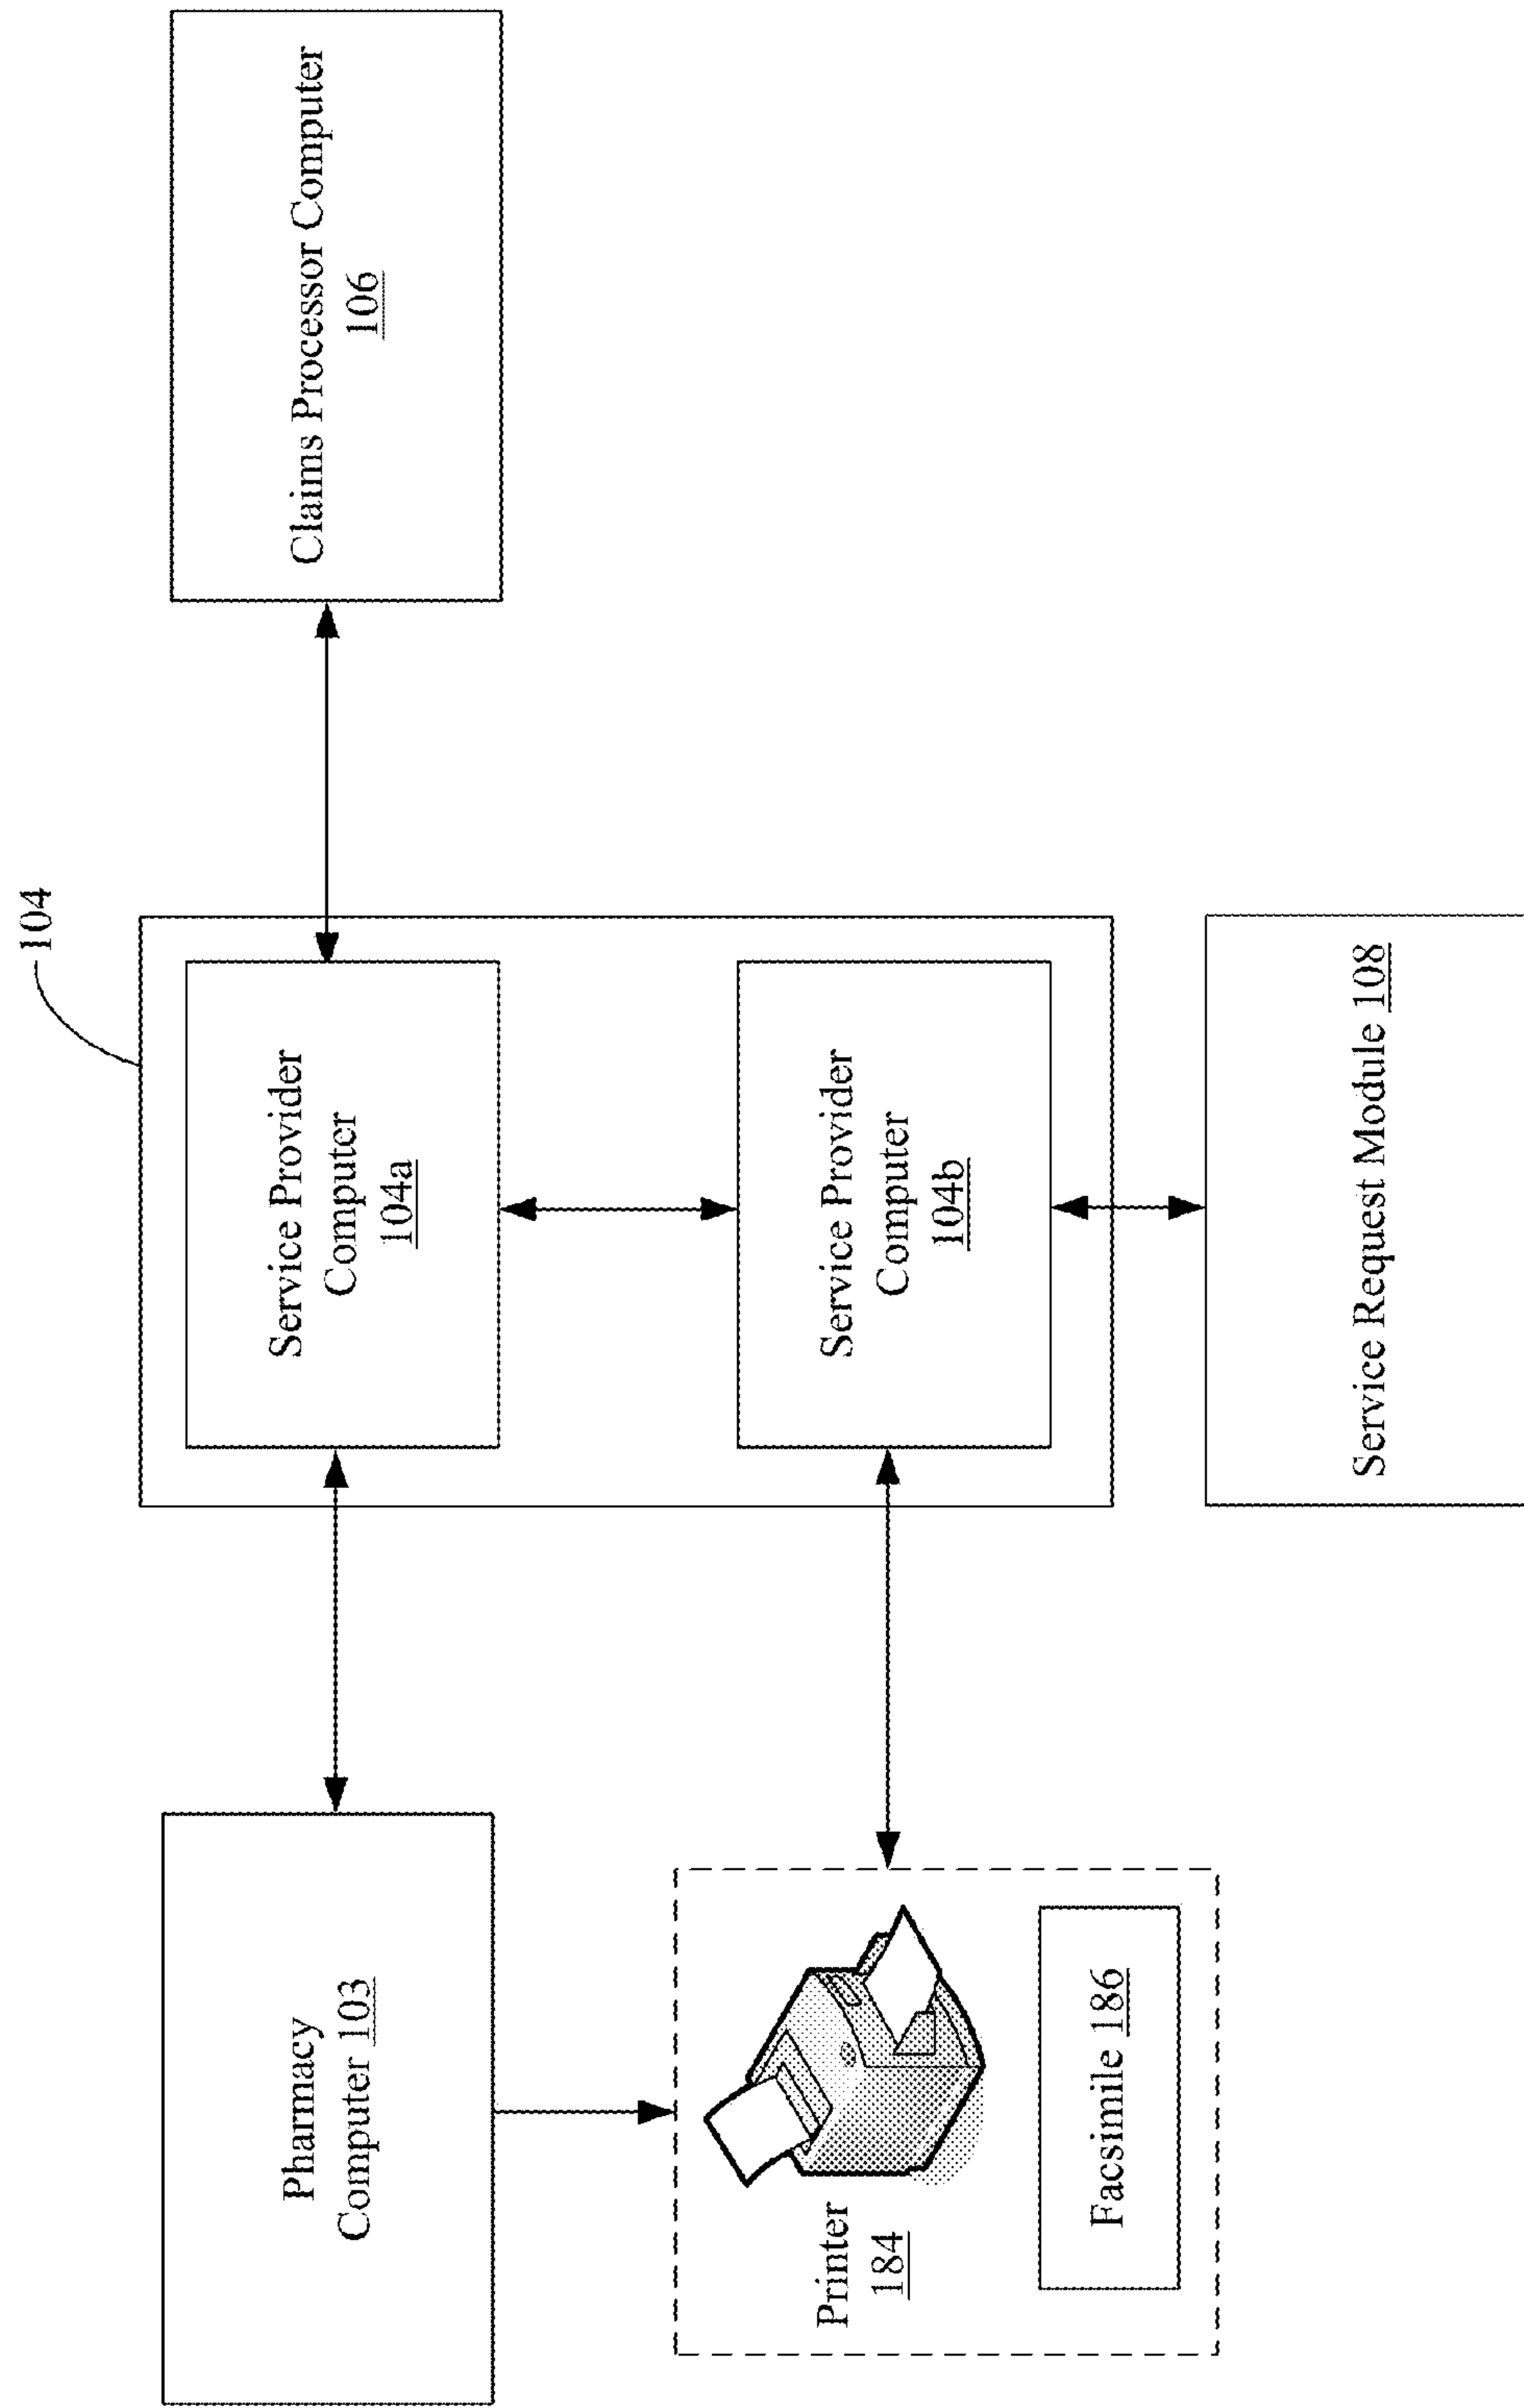 104
Pharmacy
Computer 103
Service Provider
Computer
104a
Claims Processor Computer
106
Printer
184
Facsimile 186
Service Provider
Computer
104b
Service Request Module 108